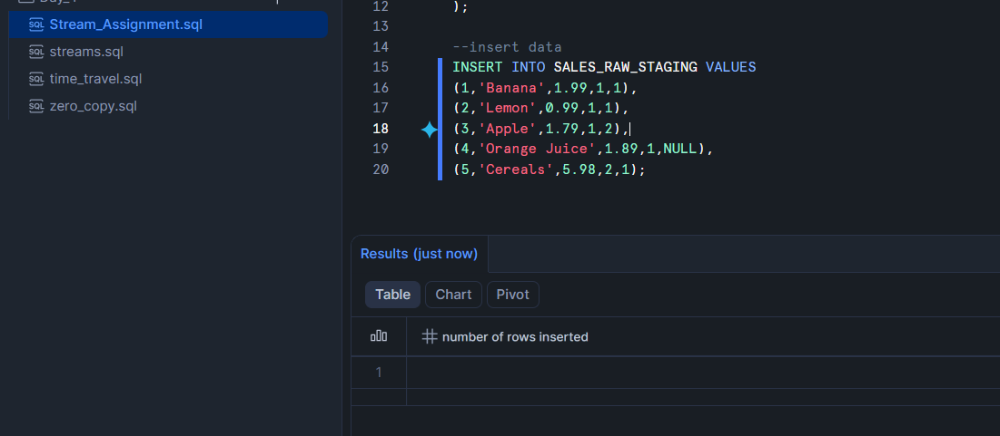 Stream_Assignment.sql
streams.sql
time_travel.sql
zero_copy.sql
12 );
13
14 --insert data
15 INSERT INTO SALES_RAW_STAGING VALUES
16 (1,'Banana',1.99,1,1),
17 (2,'Lemon',0.99,1,1),
18 (3,'Apple',1.79,1,2),
19 (4,'Orange Juice',1.89,1,NULL),
20 (5,'Cereals',5.98,2,1);
Results (just now)
Table Chart Pivot
number of rows inserted
1